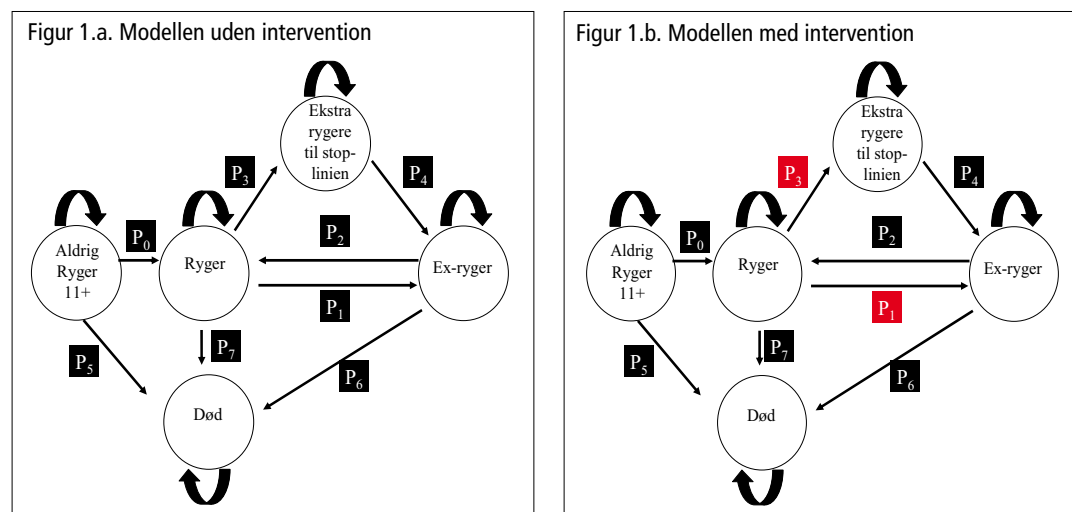 Figur 1.a. Modellen uden intervention
Ekstra
rygere
til stop-
linien
P3
P4
P0
P2
Aldrig
Ryger
11+
Ryger
Ex-ryger
P1
P5
P7
P6
Død
Figur 1.b. Modellen med intervention
Ekstra
rygere
til stop-
linien
P3
P4
P0
P2
Aldrig
Ryger
11+
Ryger
Ex-ryger
P1
P5
P7
P6
Død